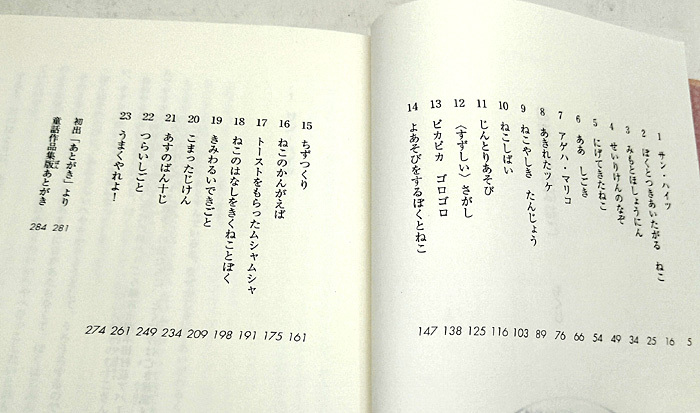 1 サン・ハイツ 5
2 ぼくとつきあいたがる ねこ 16
3 みもとほしょうにん 25
4 せいりけんのなぞ 34
5 にげてきたねこ 49
6 ああ しごき 54
7 アゲハ・マリコ 66
8 あきれたツケ 76
9 ねこやしき たんじょう 89
10 ねこしばい 103
11 じんとりあそび 116
12 〈すずしい〉さがし 125
13 ピカピカ ゴロゴロ 138
14 よあそびをするぼくとねこ 147
15 ちずつくり 161
16 ねこのかんがえば 175
17 トーストをもらったムシャムシャ 191
18 ねこのはなしをきくねことぼく 198
19 きみわるいできごと 209
20 こまったじけん 234
21 あすのばん十じ 249
22 つらいしごと 261
23 うまくやれよ! 274
初出「あとがき」より 281
童話作品集版あとがき 284